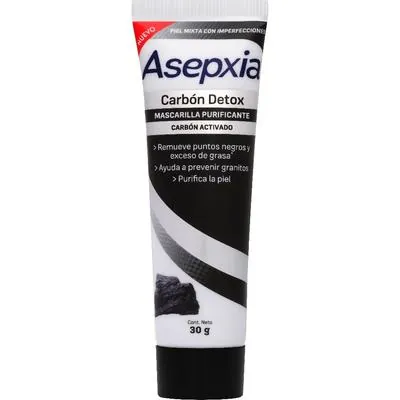 NUEVO
PIEL MIXTA CON IMPERFECCIONES
Asepxia
Carbón Detox
MASCARILLA PURIFICANTE
CARBÓN ACTIVADO
> Remueve puntos negros y
exceso de grasa
> Ayuda a prevenir granitos
> Purifica la piel
Cont. Neto
30 g